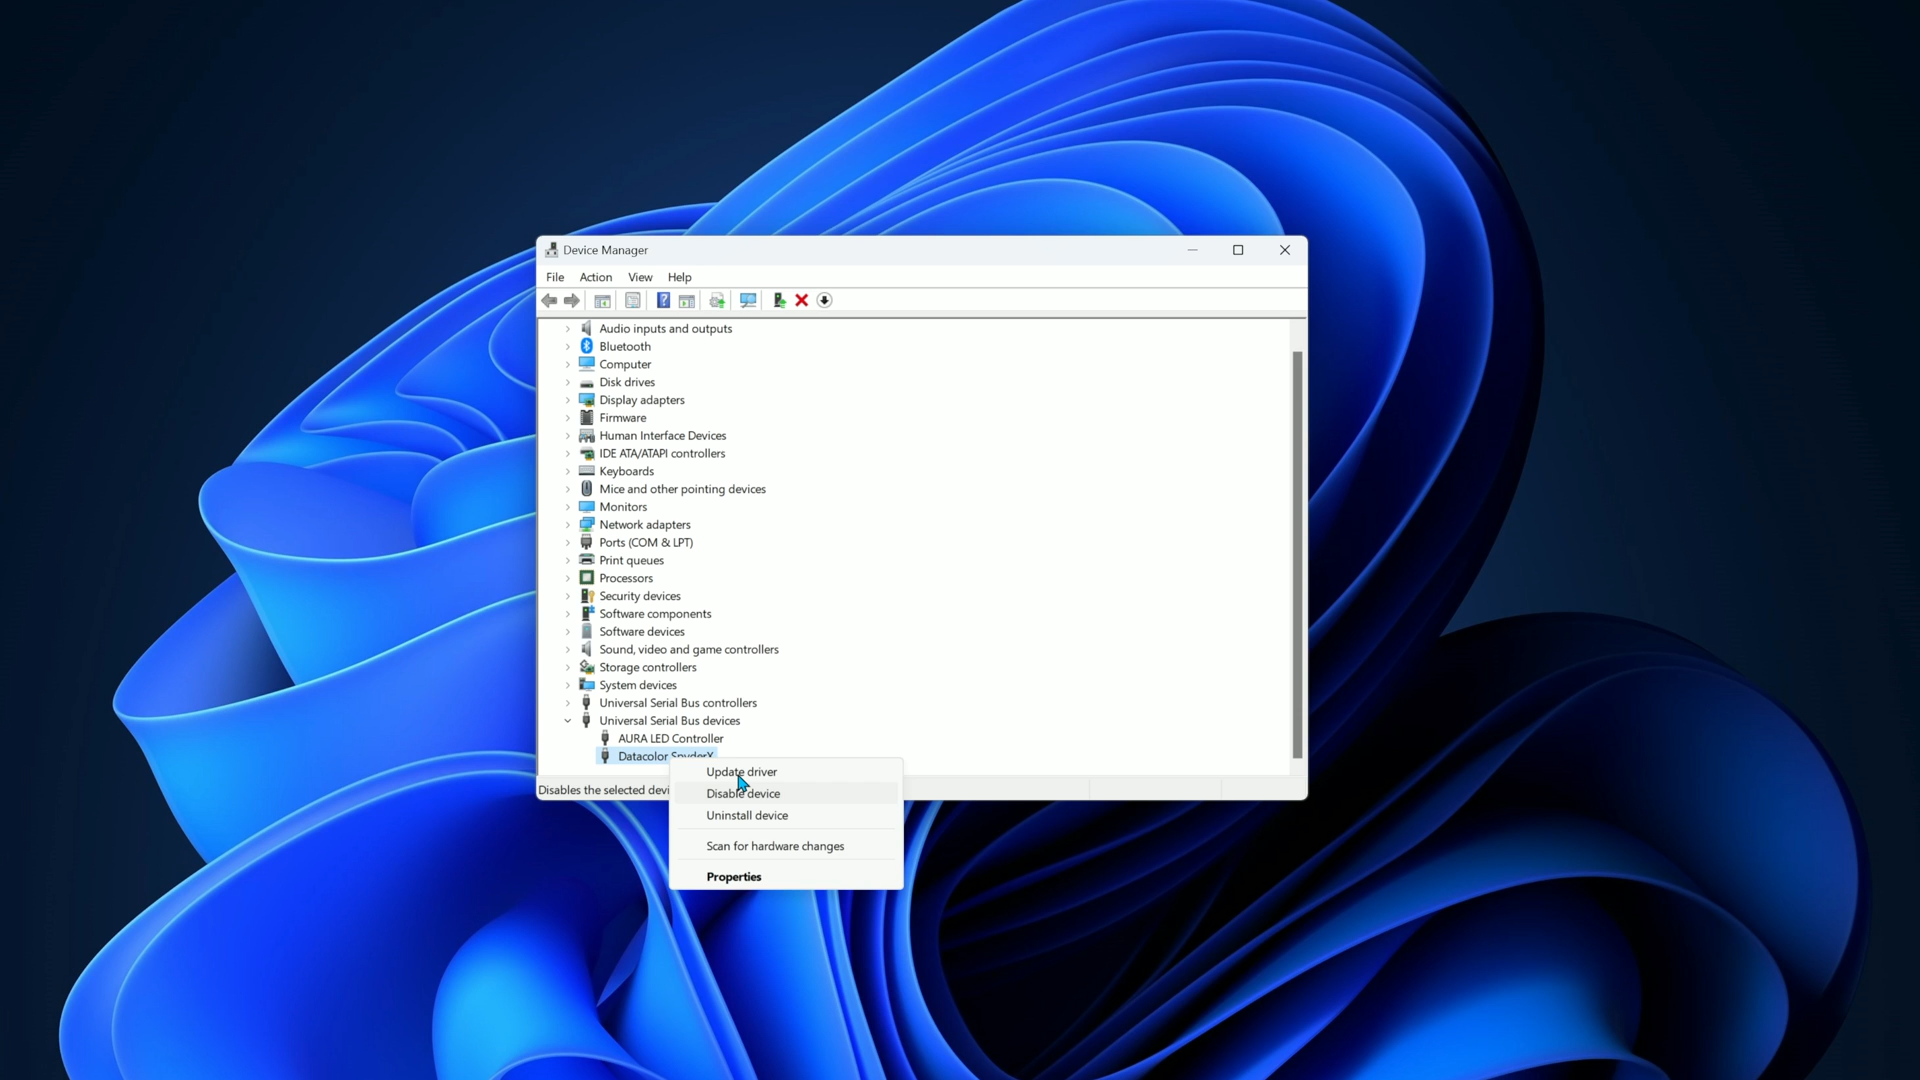 Device Manager
File Action View Help
Audio inputs and outputs
Bluetooth
Computer
Disk drives
Display adapters
Firmware
Human Interface Devices
IDE ATA/ATAPI controllers
Keyboards
Mice and other pointing devices
Monitors
Network adapters
Ports (COM & LPT)
Print queues
Processors
Security devices
Software components
Software devices
Sound, video and game controllers
Storage controllers
System devices
Universal Serial Bus controllers
Universal Serial Bus devices
AURA LED Controller
Datacolor SpyderX
Update driver
Disables the selected devi
Disable device
Uninstall device
Scan for hardware changes
Properties